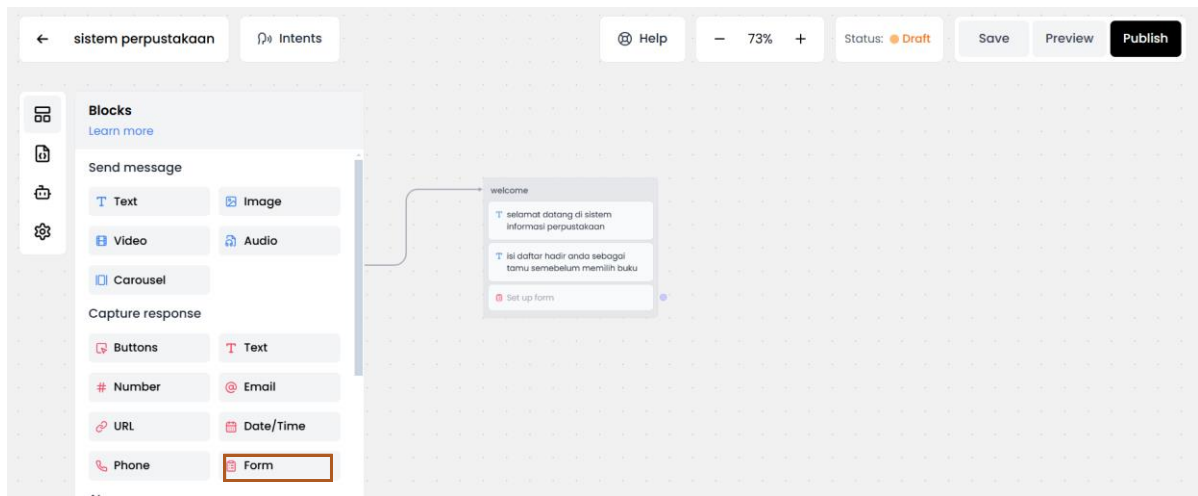 sistem perpustakaan
Intents
Help
73%
Status: Draft
Save
Preview
Publish
Blocks
Learn more
Send message
Text
Image
Video
Audio
Carousel
Capture response
Buttons
Text
Number
Email
URL
Date/Time
Phone
Form
welcome
selamat datang di sistem
informasi perpustakaan
isi daftar hadir anda sebagai
tamu semebelum memilih buku
Set up form